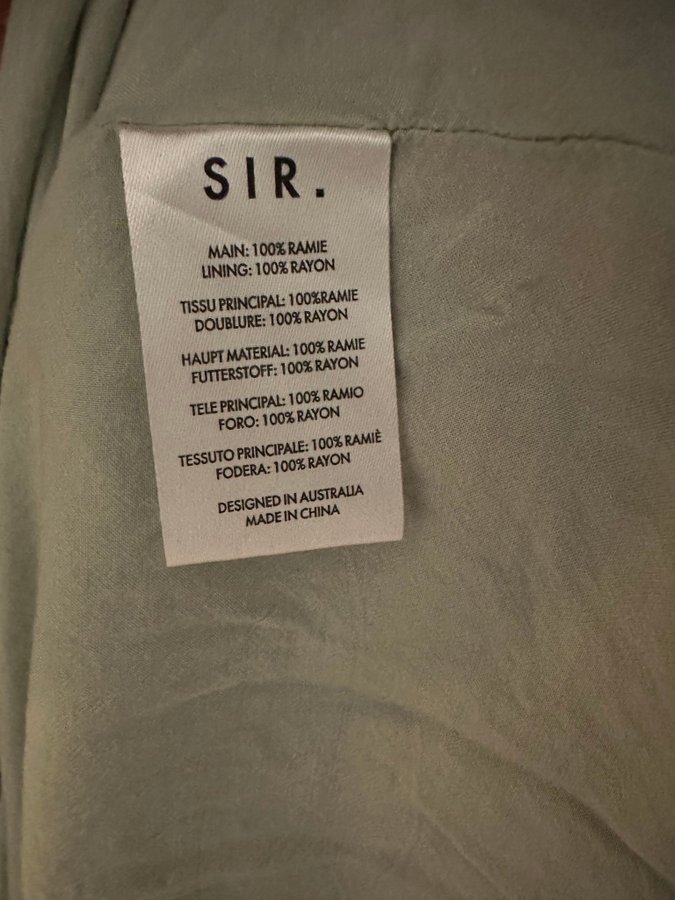 SIR.
MAIN: 100% RAMIE
LINING: 100% RAYON
TISSU PRINCIPAL: 100%RAMIE
DOUBLURE: 100% RAYON
HAUPT MATERIAL: 100% RAMIE
FUTTERSTOFF: 100% RAYON
TELE PRINCIPAL: 100% RAMIO
FORO: 100% RAYON
TESSUTO PRINCIPALE: 100% RAMIÈ
FODERA: 100% RAYON
DESIGNED IN AUSTRALIA
MADE IN CHINA